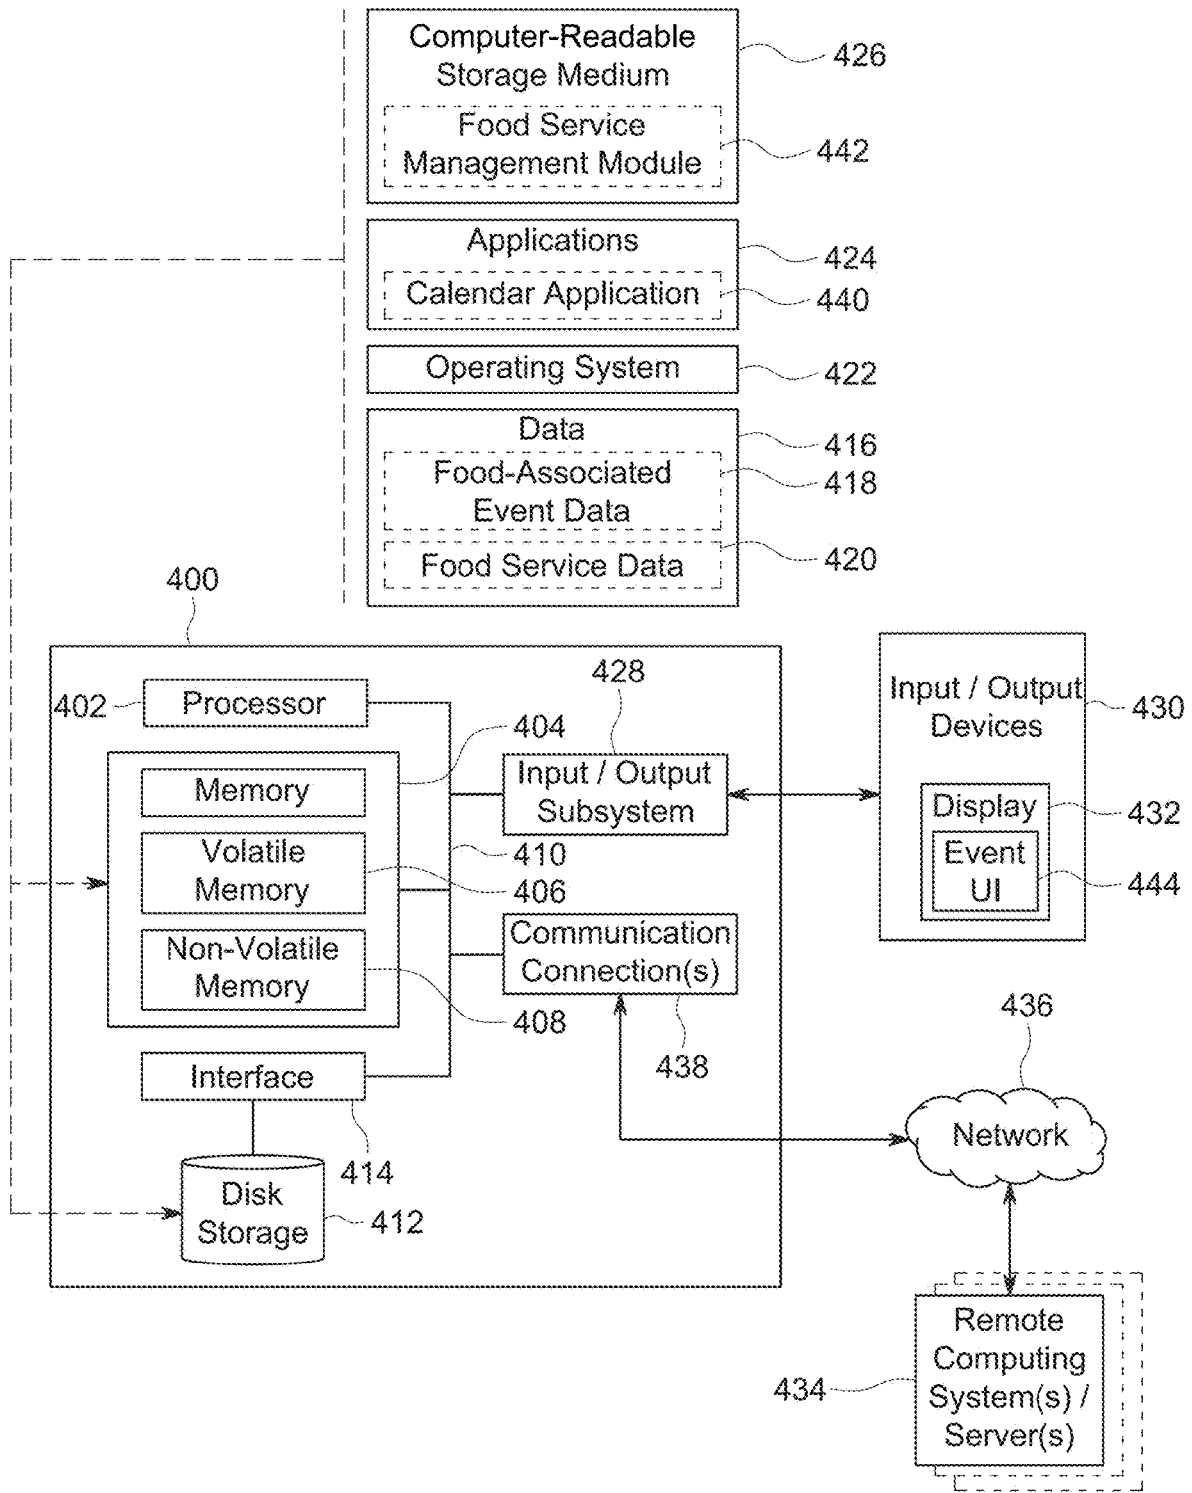 Computer-Readable
Storage Medium
426
Food Service
Management Module
442
Applications
424
Calendar Application
440
Operating System
422
Data
416
Food-Associated
Event Data
418
Food Service Data
420
400
402
Processor
404
Memory
Volatile
Memory
406
Non-Volatile
Memory
408
410
428
Input / Output
Subsystem
Input / Output
Devices
430
Display
432
Event
UI
444
Communication
Connection(s)
438
Interface
414
Disk
Storage
412
436
Network
434
Remote
Computing
System(s) /
Server(s)